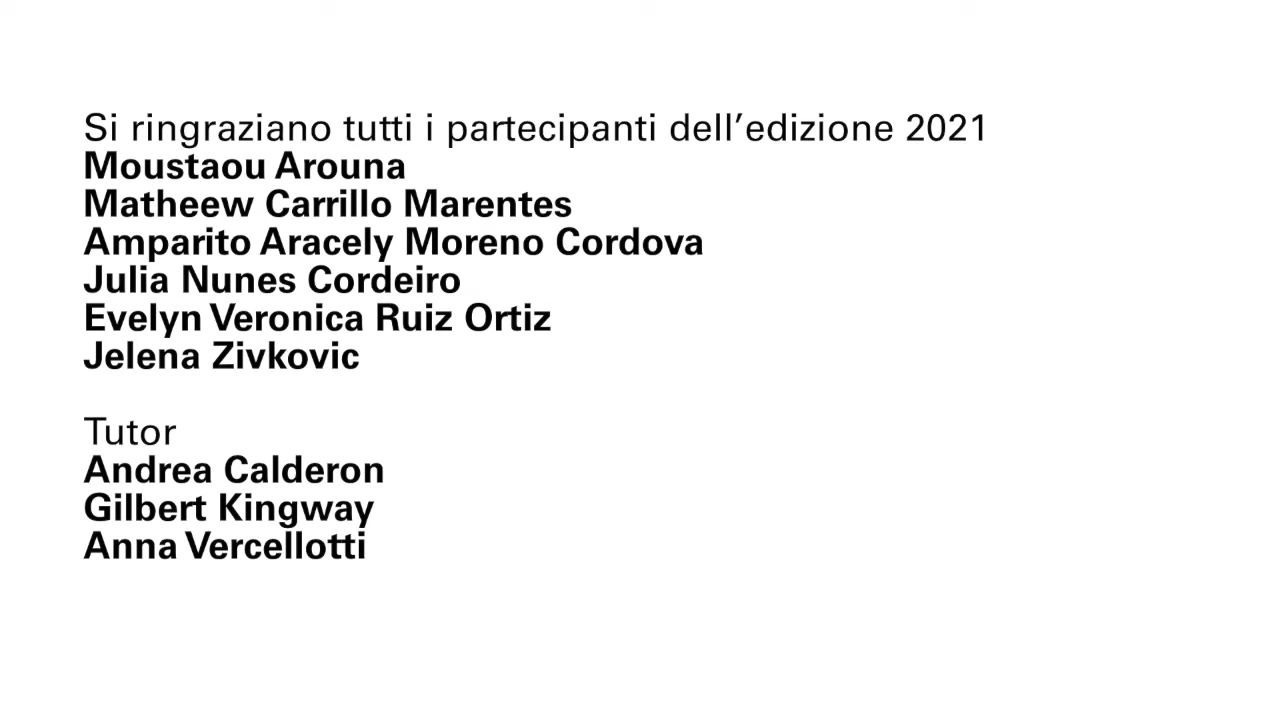 Si ringraziano tutti i partecipanti dell’edizione 2021
Moustaou Arouna
Matheew Carrillo Marentes
Amparito Aracely Moreno Cordova
Julia Nunes Cordeiro
Evelyn Veronica Ruiz Ortiz
Jelena Zivkovic
Tutor
Andrea Calderon
Gilbert Kingway
Anna Vercellotti